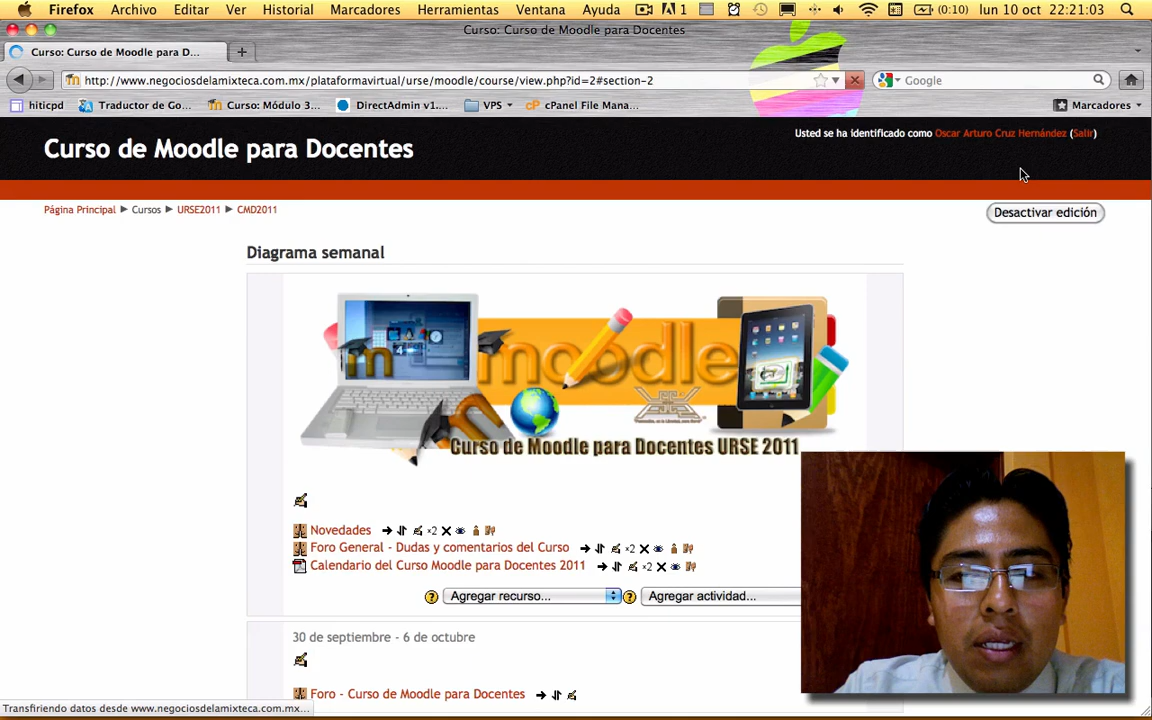 Firefox Archivo Editar Ver Historial Marcadores Herramientas Ventana Ayuda 1 (0:10) lun 10 oct 22:21:03
Curso: Curso de Moodle para Docentes
Curso: Curso de Moodle para D...
http://www.negociosdelamixteca.com.mx/plataformavirtual/urse/moodle/course/view.php?id=2#section-2 Google
hiticpd Traductor de Go... Curso: Módulo 3... DirectAdmin v1.... VPS cPanel File Mana... Marcadores
Usted se ha identificado como Oscar Arturo Cruz Hernández (Salir)
Curso de Moodle para Docentes
Página Principal ► Cursos ► URSE2011 ► CMD2011 Desactivar edición
Diagrama semanal
moodle
Curso de Moodle para Docentes URSE 2011
Novedades ×2
Foro General - Dudas y comentarios del Curso ×2
Calendario del Curso Moodle para Docentes 2011 ×2
Agregar recurso... Agregar actividad...
30 de septiembre - 6 de octubre
Foro - Curso de Moodle para Docentes
Transfiriendo datos desde www.negociosdelamixteca.com.mx...